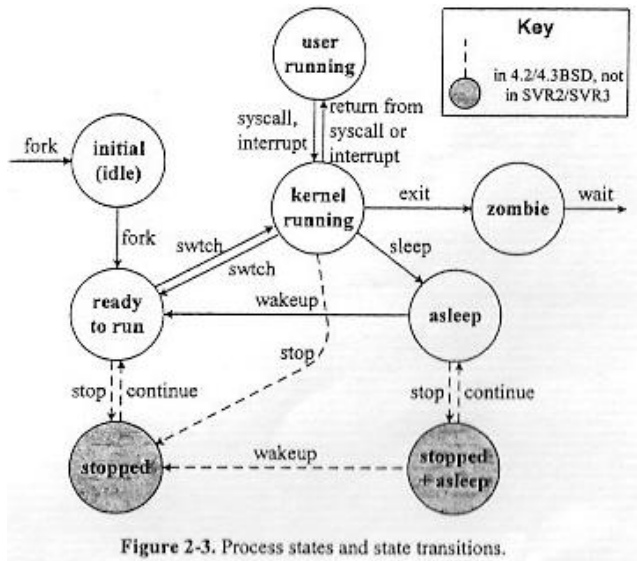 Key
in 4.2/4.3BSD, not
in SVR2/SVR3
user
running
syscall,
interrupt
return from
syscall or
interrupt
fork
initial
(idle)
kernel
running
exit
zombie
wait
fork
swtch
swtch
sleep
ready
to run
wakeup
asleep
stop
stop
continue
stop
continue
stopped
wakeup
stopped
+ asleep
Figure 2-3. Process states and state transitions.